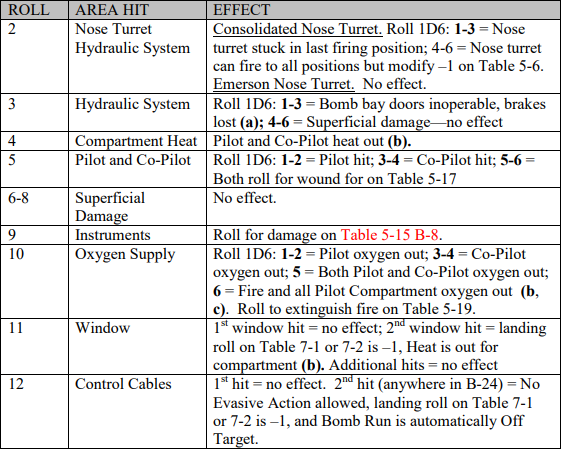 ROLL AREA HIT EFFECT
2 Nose Turret Consolidated Nose Turret. Roll 1D6: 1-3 = Nose
Hydraulic System turret stuck in last firing position; 4-6 = Nose turret
can fire to all positions but modify –1 on Table 5-6.
Emerson Nose Turret. No effect.
3 Hydraulic System Roll 1D6: 1-3 = Bomb bay doors inoperable, brakes
lost (a); 4-6 = Superficial damage—no effect
4 Compartment Heat Pilot and Co-Pilot heat out (b).
5 Pilot and Co-Pilot Roll 1D6: 1-2 = Pilot hit; 3-4 = Co-Pilot hit; 5-6 =
Both roll for wound for on Table 5-17
6-8 Superficial No effect.
Damage
9 Instruments Roll for damage on Table 5-15 B-8.
10 Oxygen Supply Roll 1D6: 1-2 = Pilot oxygen out; 3-4 = Co-Pilot
oxygen out; 5 = Both Pilot and Co-Pilot oxygen out;
6 = Fire and all Pilot Compartment oxygen out (b,
c). Roll to extinguish fire on Table 5-19.
11 Window 1st window hit = no effect; 2nd window hit = landing
roll on Table 7-1 or 7-2 is –1, Heat is out for
compartment (b). Additional hits = no effect
12 Control Cables 1st hit = no effect. 2nd hit (anywhere in B-24) = No
Evasive Action allowed, landing roll on Table 7-1
or 7-2 is –1, and Bomb Run is automatically Off
Target.